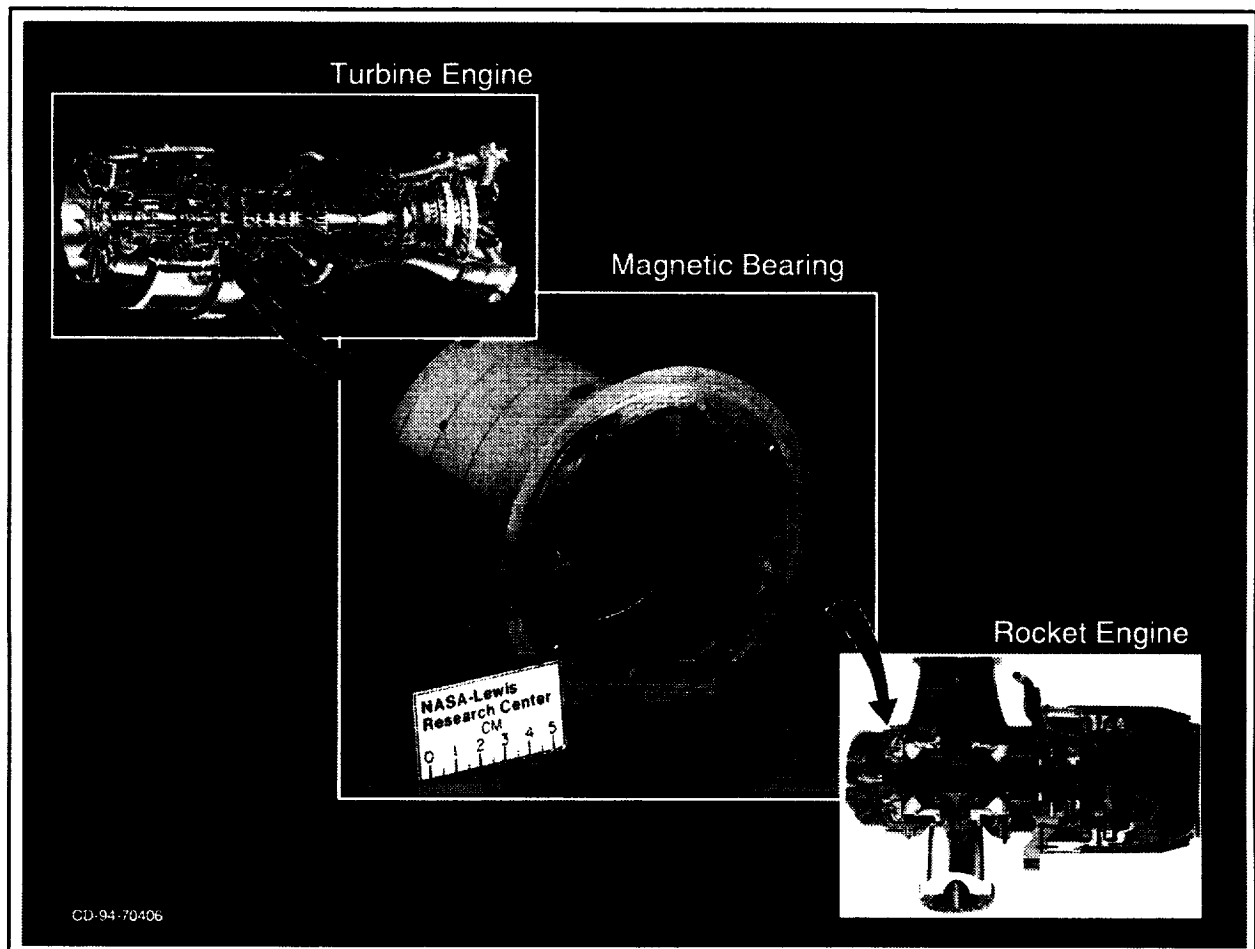 Turbine Engine
Magnetic Bearing
Rocket Engine
NASA-Lewis
Research Center
CM
0 1 2 3 4 5
CD-94-70406